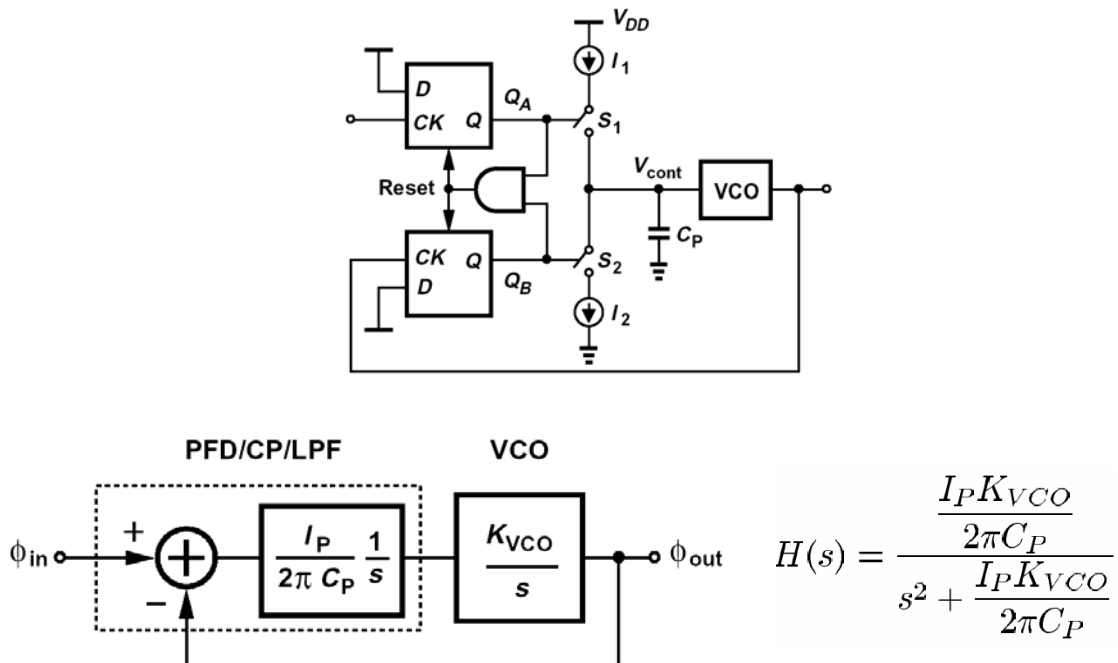 V_DD
I_1
D
Q_A
CK Q
S_1
Reset
V_cont
VCO
C_P
CK Q
S_2
D
Q_B
I_2
PFD/CP/LPF
VCO
ϕ_in
+
+
−
I_P / 2π C_P 1 / s
K_VCO / s
ϕ_out
H(s) = (I_P K_VCO / 2πC_P) / (s^2 + I_P K_VCO / 2πC_P)